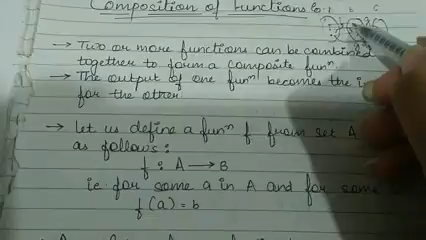 Composition of Functions :-
→ Two or more functions can be combined
together to form a composite funⁿ.
→ The output of one funⁿ becomes the i
for the other
→ Let us define a funⁿ f from set A
as follows:
f : A → B
ie for some a in A and for some
f(a) = b